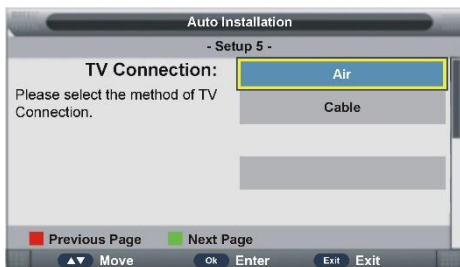 Auto Installation
- Setup 5 -
TV Connection:
Please select the method of TV
Connection.
Air
Cable
Previous Page Next Page
▲▼ Move Ok Enter Exit Exit